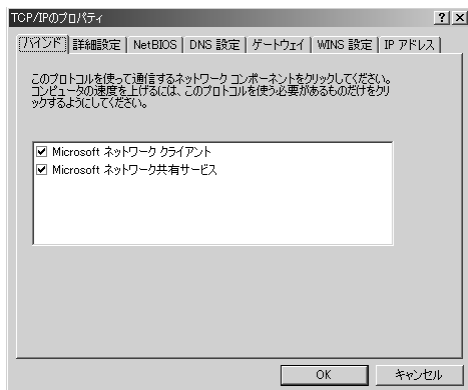 TCP/IPのプロパティ
バインド 詳細設定 NetBIOS DNS 設定 ゲートウェイ WINS 設定 IP アドレス
このプロトコルを使って通信するネットワーク コンポーネントをクリックしてください。
コンピュータの速度を上げるには、このプロトコルを使う必要があるものだけをクリ
ックするようにしてください。
Microsoft ネットワーク クライアント
Microsoft ネットワーク共有サービス
OK キャンセル